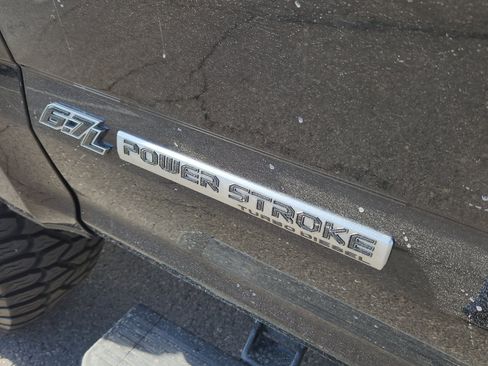 6.7L
POWER STROKE
TURBO DIESEL